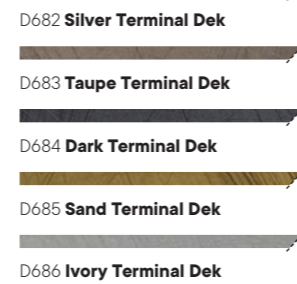 D682 Silver Terminal Dek
D683 Taupe Terminal Dek
D684 Dark Terminal Dek
D685 Sand Terminal Dek
D686 Ivory Terminal Dek